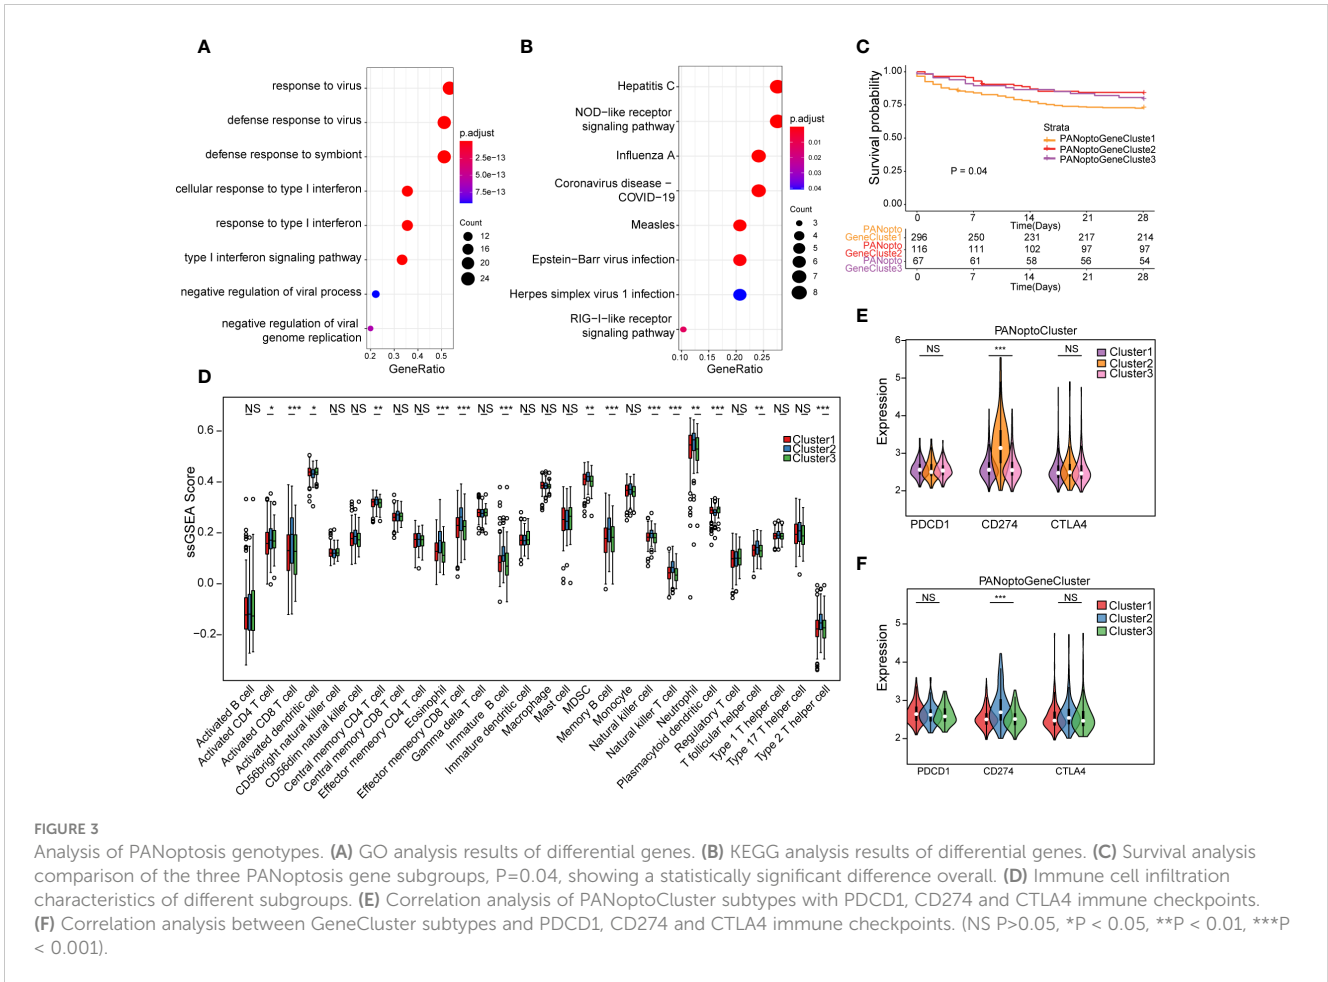 A
response to virus
defense response to virus
defense response to symbiont
cellular response to type I interferon
response to type I interferon
type I interferon signaling pathway
negative regulation of viral process
negative regulation of viral
genome replication
0.2 0.3 0.4 0.5
GeneRatio
p.adjust
2.5e−13
5.0e−13
7.5e−13
Count
12
16
20
24
B
Hepatitis C
NOD−like receptor
signaling pathway
Influenza A
Coronavirus disease −
COVID−19
Measles
Epstein−Barr virus infection
Herpes simplex virus 1 infection
RIG−I−like receptor
signaling pathway
0.10 0.15 0.20 0.25
GeneRatio
p.adjust
0.01
0.02
0.03
0.04
Count
3
4
5
6
7
8
C
Survival probability
1.00
0.75
0.50
0.25
0.00
P = 0.04
Strata
PANoptoGeneCluste1
PANoptoGeneCluste2
PANoptoGeneCluste3
0 7 14 21 28
Time(Days)
PANopto
GeneCluste1 296 250 231 217 214
PANopto
GeneCluste2 116 111 102 97 97
PANopto
GeneCluste3 67 61 58 56 54
0 7 14 21 28
Time(Days)
D
ssGSEA Score
0.6
0.4
0.2
0.0
−0.2
NS * *** * NS NS ** NS NS *** *** NS *** NS NS NS ** *** NS *** *** ** *** NS ** NS NS ***
Cluster1
Cluster2
Cluster3
Activated B cell
Activated CD4 T cell
Activated CD8 T cell
Activated dendritic cell
CD56bright natural killer cell
CD56dim natural killer cell
Central memory CD4 T cell
Central memory CD8 T cell
Effector memory CD4 T cell
Eosinophil
Effector memeory CD8 T cell
Gamma delta T cell
Immature B cell
Immature dendritic cell
Macrophage
Mast cell
MDSC
Memory B cell
Monocyte
Natural killer cell
Natural killer T cell
Neutrophil
Plasmacytoid dendritic cell
Regulatory T cell
T follicular helper cell
Type 1 T helper cell
Type 17 T helper cell
Type 2 T helper cell
E
PANoptoCluster
Expression
6
5
4
3
2
NS *** NS
Cluster1
Cluster2
Cluster3
PDCD1 CD274 CTLA4
F
PANoptoGeneCluster
Expression
5
4
3
2
NS *** NS
Cluster1
Cluster2
Cluster3
PDCD1 CD274 CTLA4
FIGURE 3
Analysis of PANoptosis genotypes. (A) GO analysis results of differential genes. (B) KEGG analysis results of differential genes. (C) Survival analysis
comparison of the three PANoptosis gene subgroups, P=0.04, showing a statistically significant difference overall. (D) Immune cell infiltration
characteristics of different subgroups. (E) Correlation analysis of PANoptoCluster subtypes with PDCD1, CD274 and CTLA4 immune checkpoints.
(F) Correlation analysis between GeneCluster subtypes and PDCD1, CD274 and CTLA4 immune checkpoints. (NS P>0.05, *P < 0.05, **P < 0.01, ***P
< 0.001).